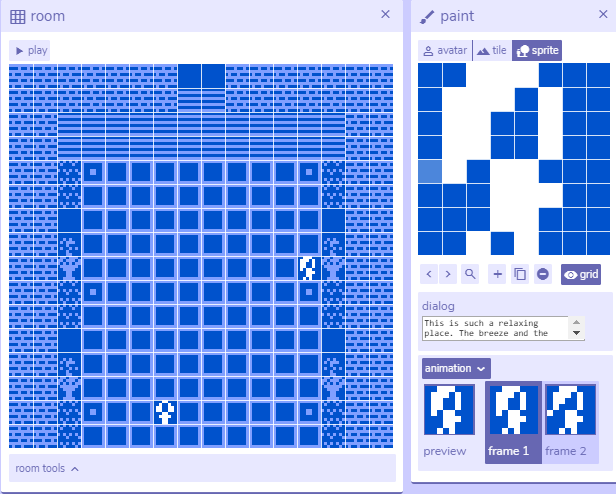 room
paint
play
avatar tile sprite
grid
dialog
This is such a relaxing
place. The breeze and the
animation
preview frame 1 frame 2
room tools